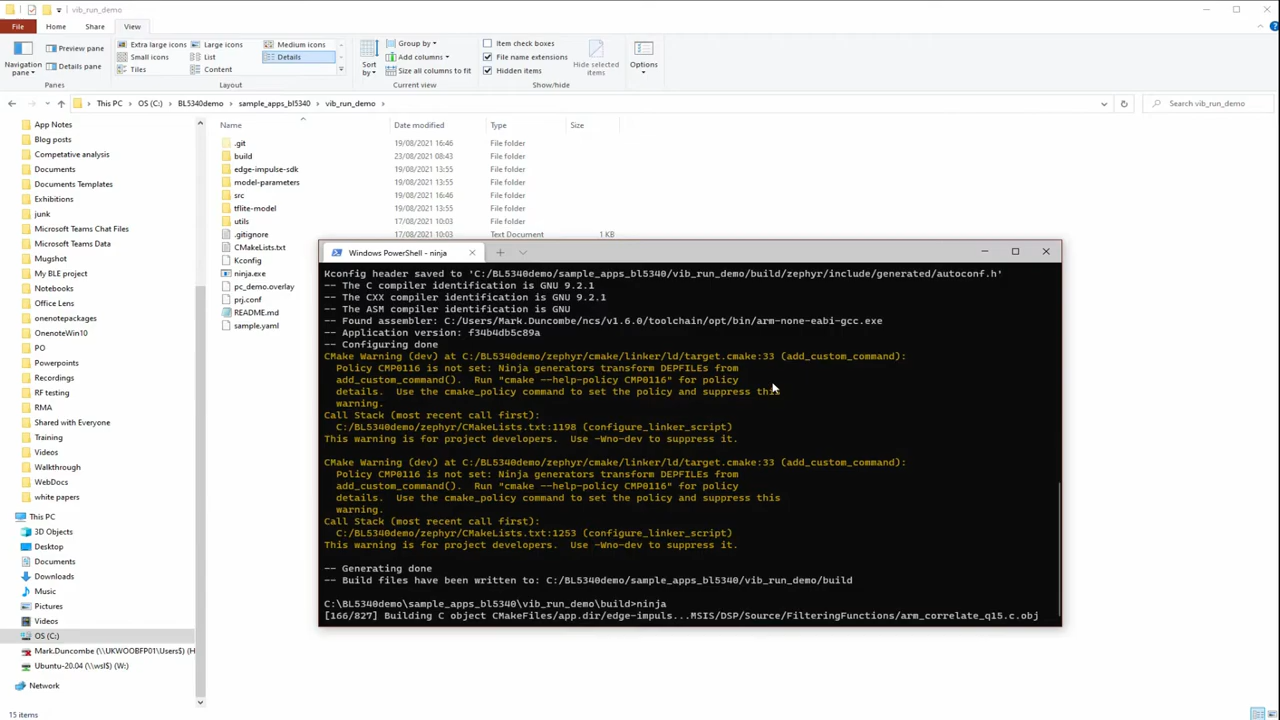 vib_run_demo
File
Home
Share
View
Navigation pane
Preview pane
Details pane
Panes
Extra large icons
Large icons
Medium icons
Small icons
List
Details
Tiles
Content
Layout
Sort by
Group by
Add columns
Size all columns to fit
Current view
Item check boxes
File name extensions
Hidden items
Hide selected items
Show/hide
Options
This PC > OS (C:) > BL5340demo > sample_apps_bl5340 > vib_run_demo >
Search vib_run_demo
App Notes
Blog posts
Competative analysis
Documents
Documents Templates
Exhibitions
junk
Microsoft Teams Chat Files
Microsoft Teams Data
Mugshot
My BLE project
Notebooks
Office Lens
onenotepackages
OnenoteWin10
PO
Powerpoints
Recordings
RF testing
RMA
Shared with Everyone
Training
Videos
Walkthrough
WebDocs
white papers
This PC
3D Objects
Desktop
Documents
Downloads
Music
Pictures
Videos
OS (C:)
Mark.Duncombe (\\UKWOOBFP01\Users$) (H
Ubuntu-20.04 (\\wsl$) (W:)
Network
15 items
Name Date modified Type Size
.git 19/08/2021 16:46 File folder
build 23/08/2021 08:43 File folder
edge-impulse-sdk 19/08/2021 13:55 File folder
model-parameters 19/08/2021 13:55 File folder
src 19/08/2021 16:46 File folder
tflite-model 19/08/2021 13:55 File folder
utils 17/08/2021 10:03 File folder
.gitignore 17/08/2021 10:03 Text Document 1 KB
CMakeLists.txt
Kconfig
ninja.exe
pc_demo.overlay
prj.conf
README.md
sample.yaml
Windows PowerShell - ninja
Kconfig header saved to 'C:/BL5340demo/sample_apps_bl5340/vib_run_demo/build/zephyr/include/generated/autoconf.h'
-- The C compiler identification is GNU 9.2.1
-- The CXX compiler identification is GNU 9.2.1
-- The ASM compiler identification is GNU
-- Found assembler: C:/Users/Mark.Duncombe/ncs/v1.6.0/toolchain/opt/bin/arm-none-eabi-gcc.exe
-- Application version: f34b4db5c89a
-- Configuring done
CMake Warning (dev) at C:/BL5340demo/zephyr/cmake/linker/ld/target.cmake:33 (add_custom_command):
Policy CMP0116 is not set: Ninja generators transform DEPFILEs from
add_custom_command(). Run "cmake --help-policy CMP0116" for policy
details. Use the cmake_policy command to set the policy and suppress this
warning.
Call Stack (most recent call first):
C:/BL5340demo/zephyr/CMakeLists.txt:1198 (configure_linker_script)
This warning is for project developers. Use -Wno-dev to suppress it.
CMake Warning (dev) at C:/BL5340demo/zephyr/cmake/linker/ld/target.cmake:33 (add_custom_command):
Policy CMP0116 is not set: Ninja generators transform DEPFILEs from
add_custom_command(). Run "cmake --help-policy CMP0116" for policy
details. Use the cmake_policy command to set the policy and suppress this
warning.
Call Stack (most recent call first):
C:/BL5340demo/zephyr/CMakeLists.txt:1253 (configure_linker_script)
This warning is for project developers. Use -Wno-dev to suppress it.
-- Generating done
-- Build files have been written to: C:/BL5340demo/sample_apps_bl5340/vib_run_demo/build
C:\BL5340demo\sample_apps_bl5340\vib_run_demo\build>ninja
[166/827] Building C object CMakeFiles/app.dir/edge-impuls...MSIS/DSP/Source/FilteringFunctions/arm_correlate_q15.c.obj